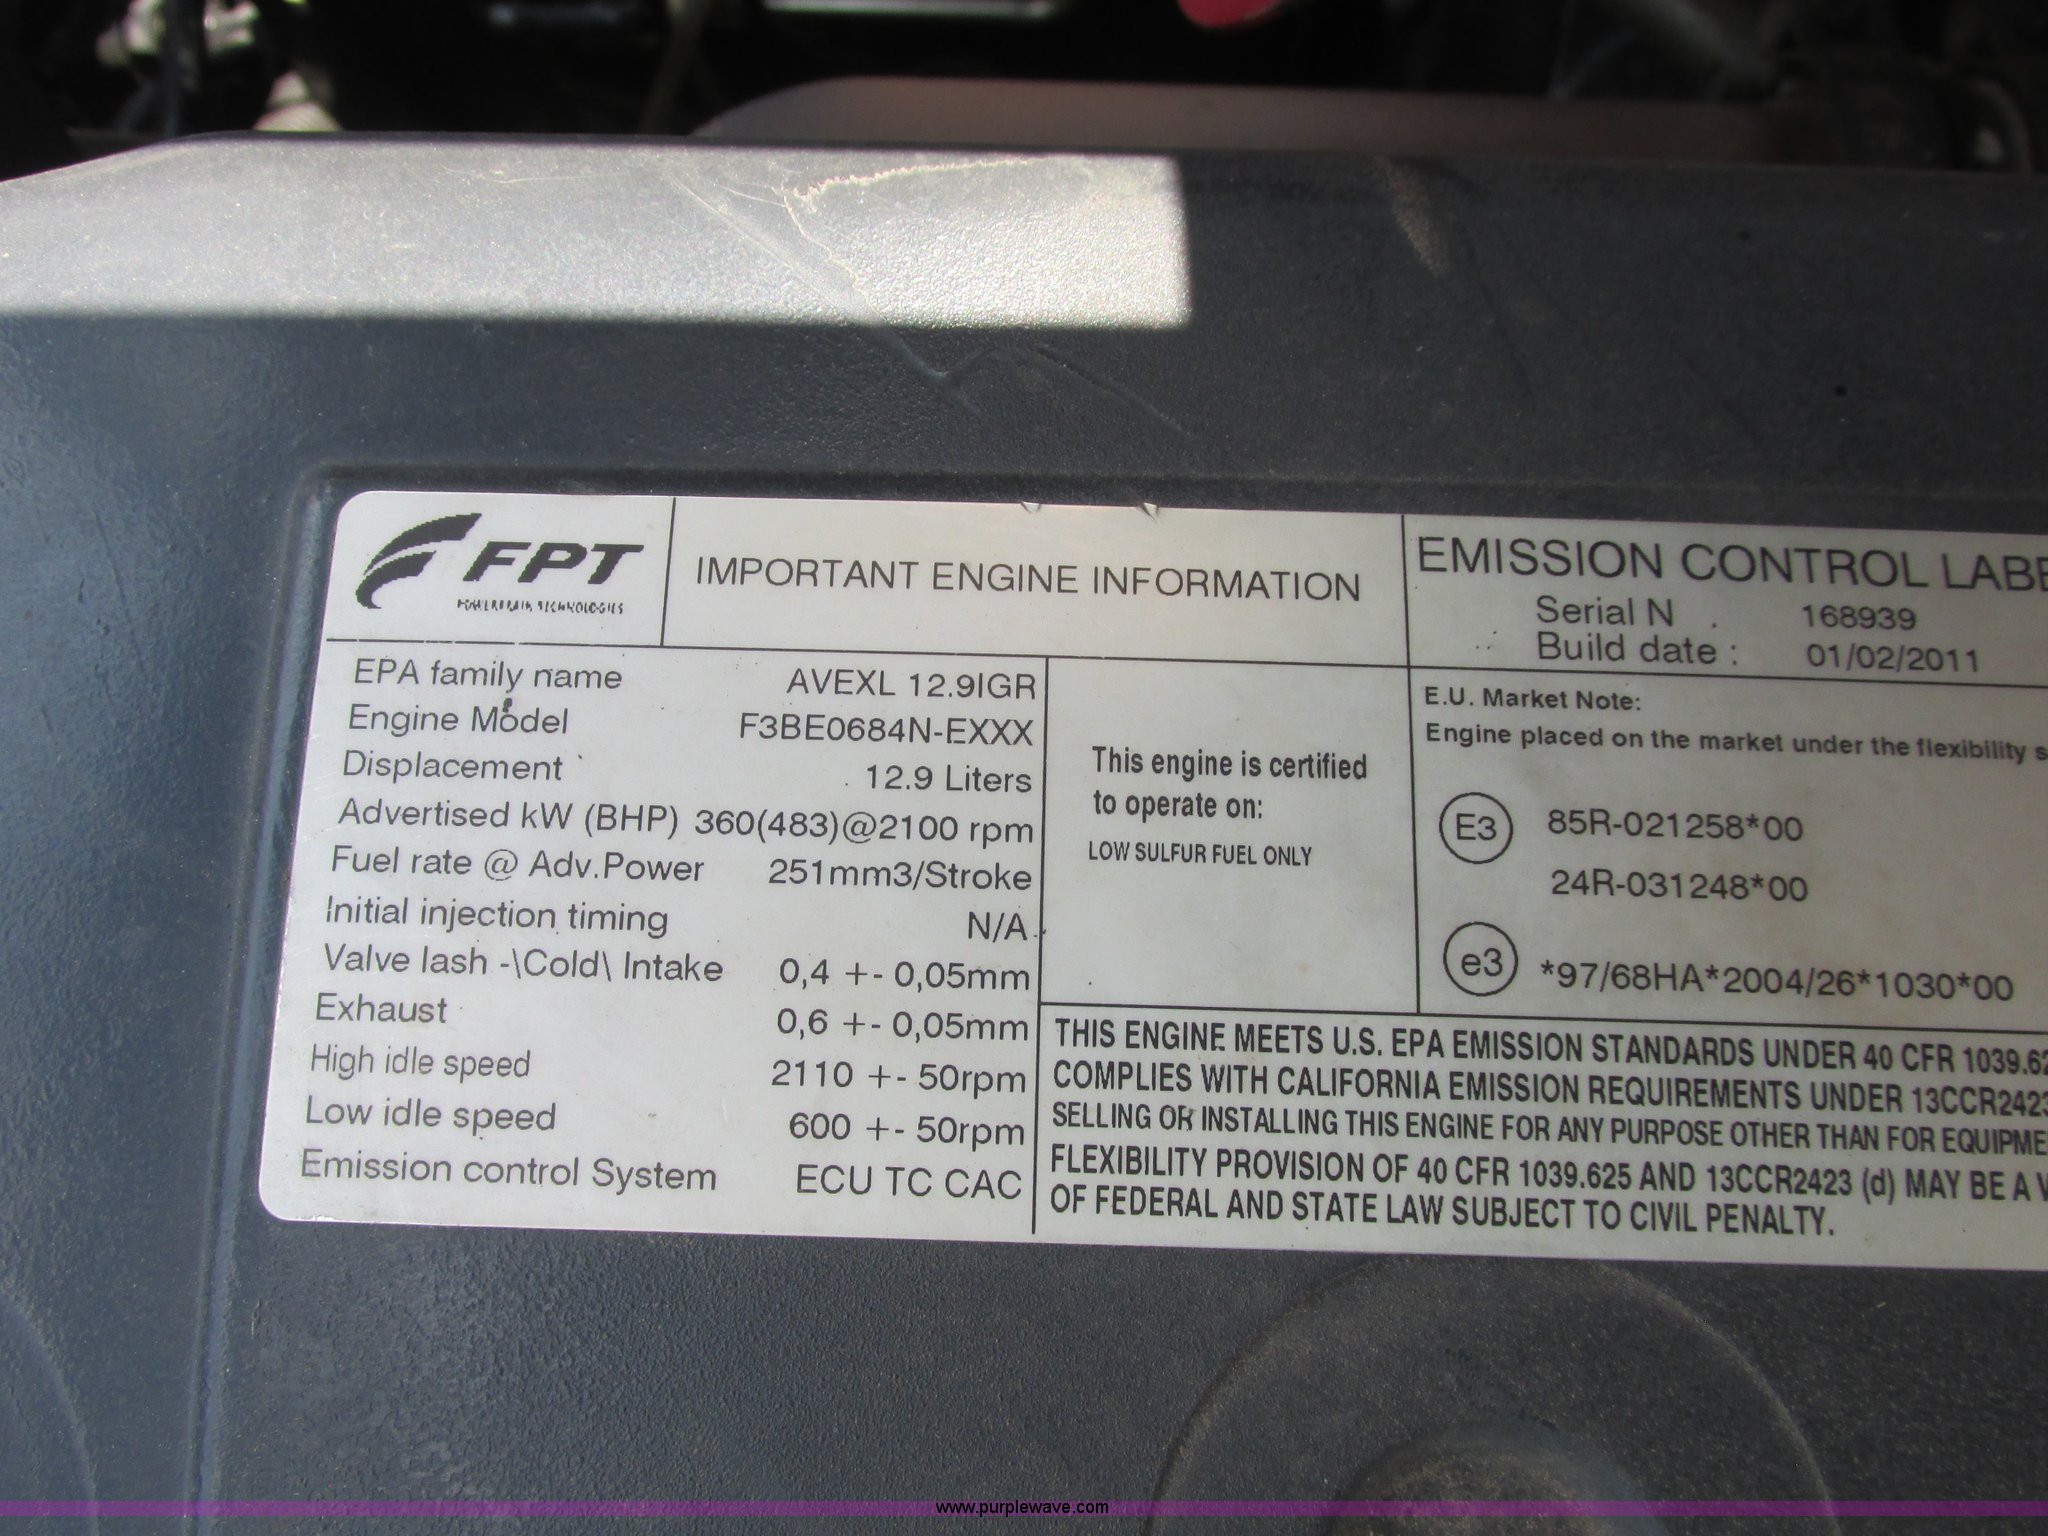 FPT
POWERTRAIN TECHNOLOGIES
IMPORTANT ENGINE INFORMATION
EMISSION CONTROL LABE
Serial N . 168939
Build date : 01/02/2011
EPA family name AVEXL 12.9IGR
Engine Model F3BE0684N-EXXX
Displacement 12.9 Liters
Advertised kW (BHP) 360(483)@2100 rpm
Fuel rate @ Adv.Power 251mm3/Stroke
Initial injection timing N/A
Valve lash -\Cold\ Intake 0,4 +- 0,05mm
Exhaust 0,6 +- 0,05mm
High idle speed 2110 +- 50rpm
Low idle speed 600 +- 50rpm
Emission control System ECU TC CAC
This engine is certified
to operate on:
LOW SULFUR FUEL ONLY
E.U. Market Note:
Engine placed on the market under the flexibility s
E3 85R-021258*00
24R-031248*00
e3 *97/68HA*2004/26*1030*00
THIS ENGINE MEETS U.S. EPA EMISSION STANDARDS UNDER 40 CFR 1039.62
COMPLIES WITH CALIFORNIA EMISSION REQUIREMENTS UNDER 13CCR2423
SELLING OR INSTALLING THIS ENGINE FOR ANY PURPOSE OTHER THAN FOR EQUIPME
FLEXIBILITY PROVISION OF 40 CFR 1039.625 AND 13CCR2423 (d) MAY BE A V
OF FEDERAL AND STATE LAW SUBJECT TO CIVIL PENALTY.
www.purplewave.com